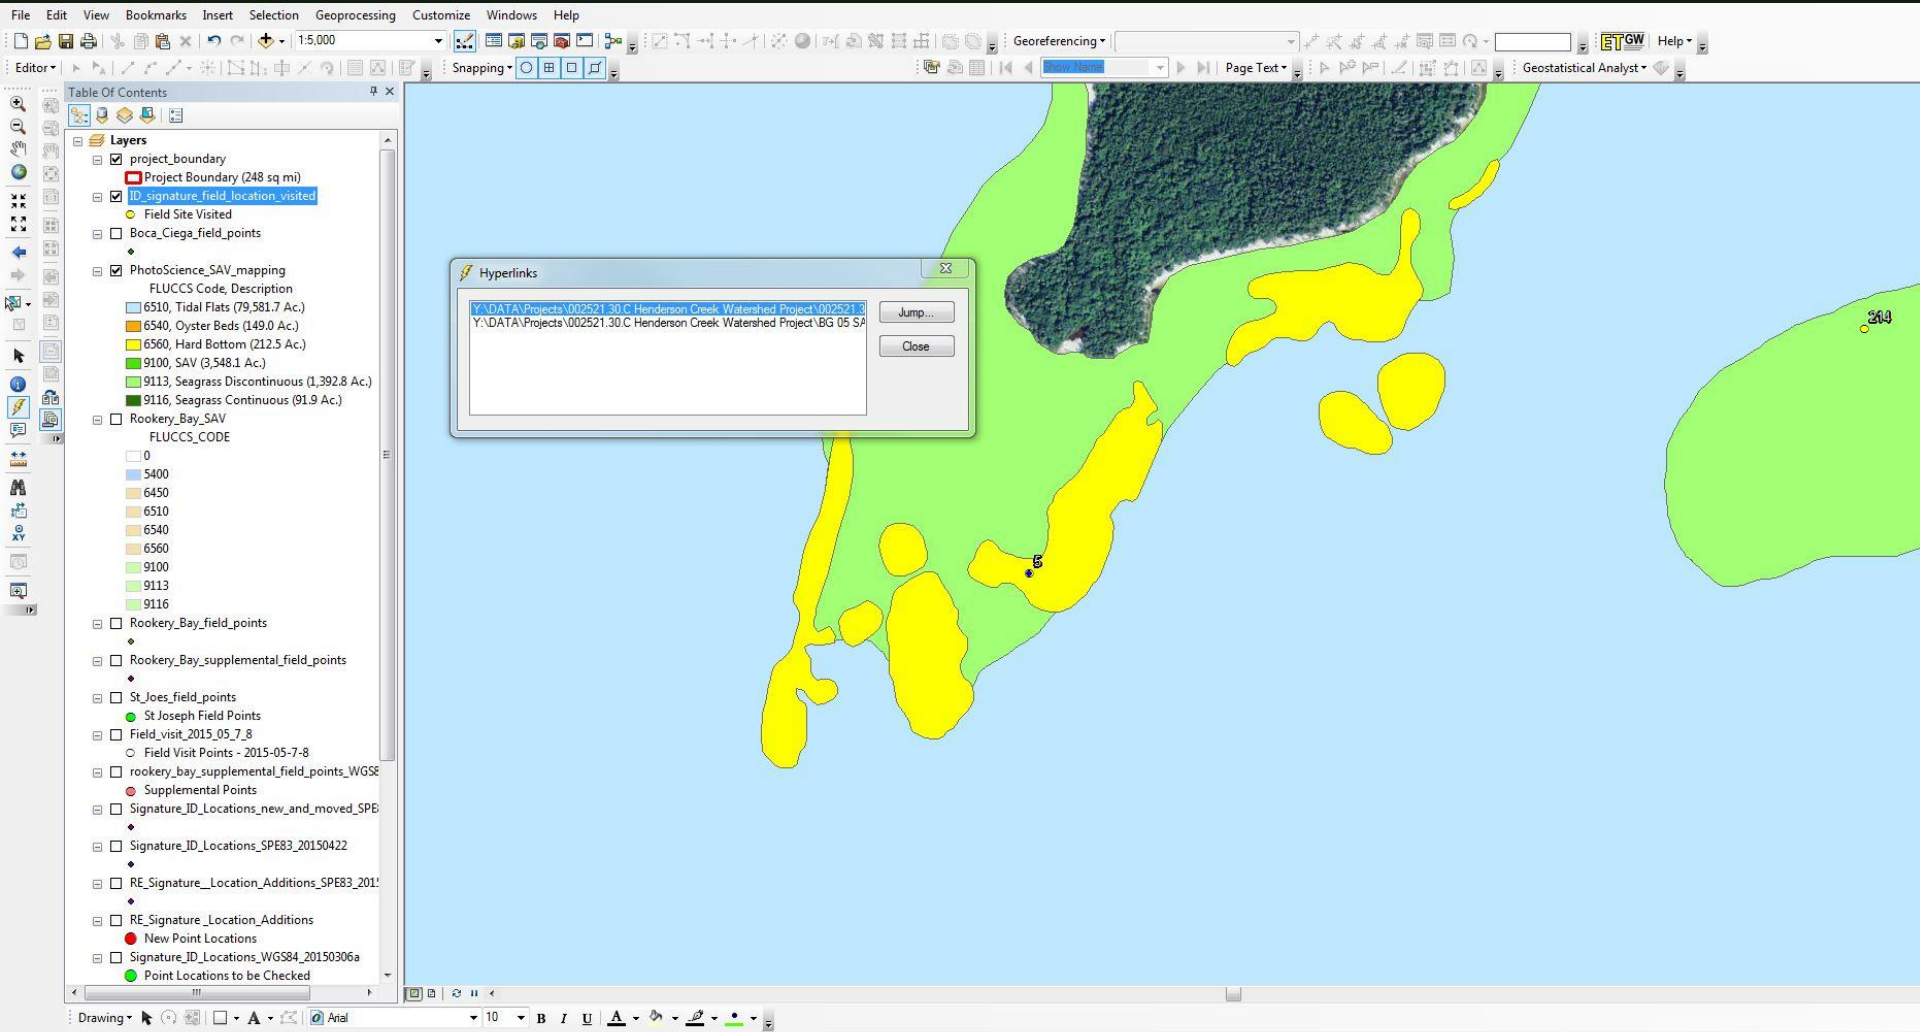 File Edit View Bookmarks Insert Selection Geoprocessing Customize Windows Help
1:5,000
Georeferencing
ET GW Help
Editor
Snapping
Show Name
Page Text
Geostatistical Analyst
Table Of Contents
Layers
project_boundary
Project Boundary (248 sq mi)
ID_signature_field_location_visited
Field Site Visited
Boca_Ciega_field_points
PhotoScience_SAV_mapping
FLUCCS Code, Description
6510, Tidal Flats (79,581.7 Ac.)
6540, Oyster Beds (149.0 Ac.)
6560, Hard Bottom (212.5 Ac.)
9100, SAV (3,548.1 Ac.)
9113, Seagrass Discontinuous (1,392.8 Ac.)
9116, Seagrass Continuous (91.9 Ac.)
Rookery_Bay_SAV
FLUCCS_CODE
0
5400
6450
6510
6540
6560
9100
9113
9116
Rookery_Bay_field_points
Rookery_Bay_supplemental_field_points
St_Joes_field_points
St Joseph Field Points
Field_visit_2015_05_7_8
Field Visit Points - 2015-05-7-8
rookery_bay_supplemental_field_points_WGS8
Supplemental Points
Signature_ID_Locations_new_and_moved_SPE8
Signature_ID_Locations_SPE83_20150422
RE_Signature__Location_Additions_SPE83_201
RE_Signature _Location_Additions
New Point Locations
Signature_ID_Locations_WGS84_20150306a
Point Locations to be Checked
XY
Hyperlinks
Y:\DATA\Projects\002521.30.C Henderson Creek Watershed Project\002521.3
Y:\DATA\Projects\002521.30.C Henderson Creek Watershed Project\BG 05 SA
Jump...
Close
214
5
Drawing
A
Arial
10
B I U A